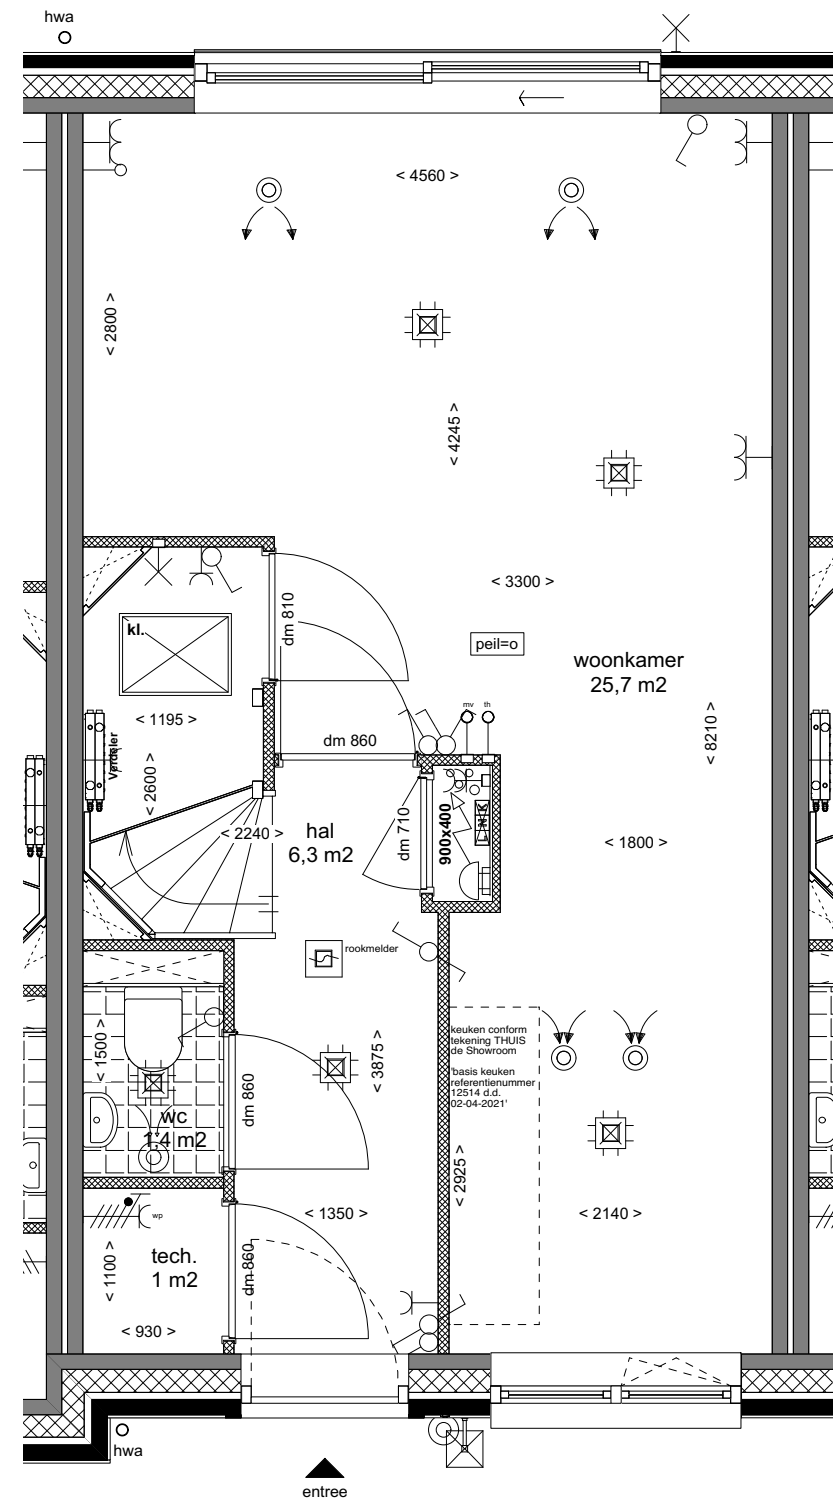 hwa
< 4560 >
< 2800 >
< 4245 >
< 3300 >
dm 810
kl.
peil=o
woonkamer
25,7 m2
< 1195 >
mv
th
< 8210 >
dm 860
Verdeler
< 2600 >
< 2240 >
hal
6,3 m2
dm 710
900x400
< 1800 >
rookmelder
keuken conform
tekening THUIS
de Showroom
'basis keuken
referentienummer
12514 d.d.
02-04-2021'
< 1500 >
< 3875 >
dm 860
wc
1,4 m2
< 2925 >
wp
< 1350 >
< 2140 >
tech.
1 m2
< 1100 >
dm 860
< 930 >
hwa
entree